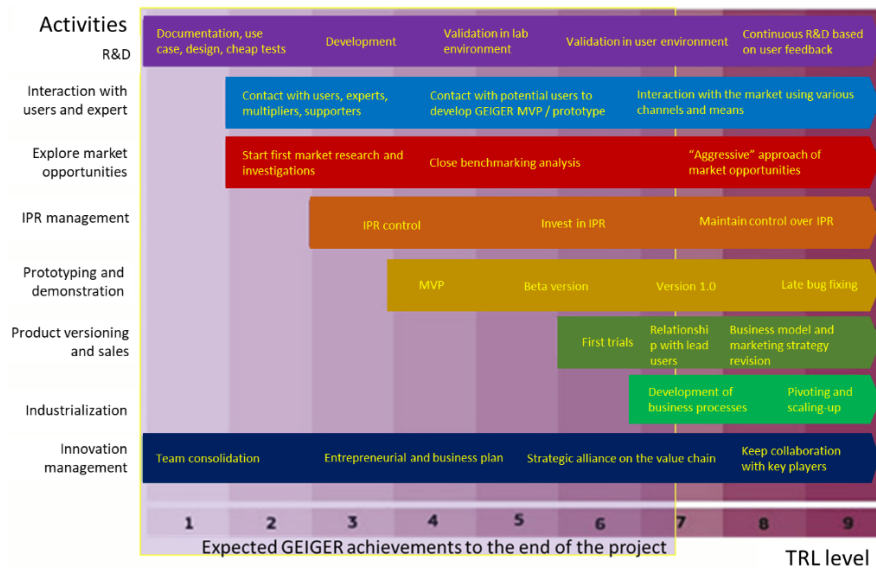 Activities
R&D
Documentation, use
case, design, cheap tests
Development
Validation in lab
environment
Validation in user environment
Continuous R&D based
on user feedback
Interaction with
users and expert
Contact with users, experts,
multipliers, supporters
Contact with potential users to
develop GEIGER MVP / prototype
Interaction with the market using various
channels and means
Explore market
opportunities
Start first market research and
investigations
Close benchmarking analysis
“Aggressive” approach of
market opportunities
IPR management
IPR control
Invest in IPR
Maintain control over IPR
Prototyping and
demonstration
MVP
Beta version
Version 1.0
Late bug fixing
Product versioning
and sales
First trials
Relationshi
p with lead
users
Business model and
marketing strategy
revision
Industrialization
Development of
business processes
Pivoting and
scaling-up
Innovation
management
Team consolidation
Entrepreneurial and business plan
Strategic alliance on the value chain
Keep collaboration
with key players
1 2 3 4 5 6 7 8 9
Expected GEIGER achievements to the end of the project
TRL level